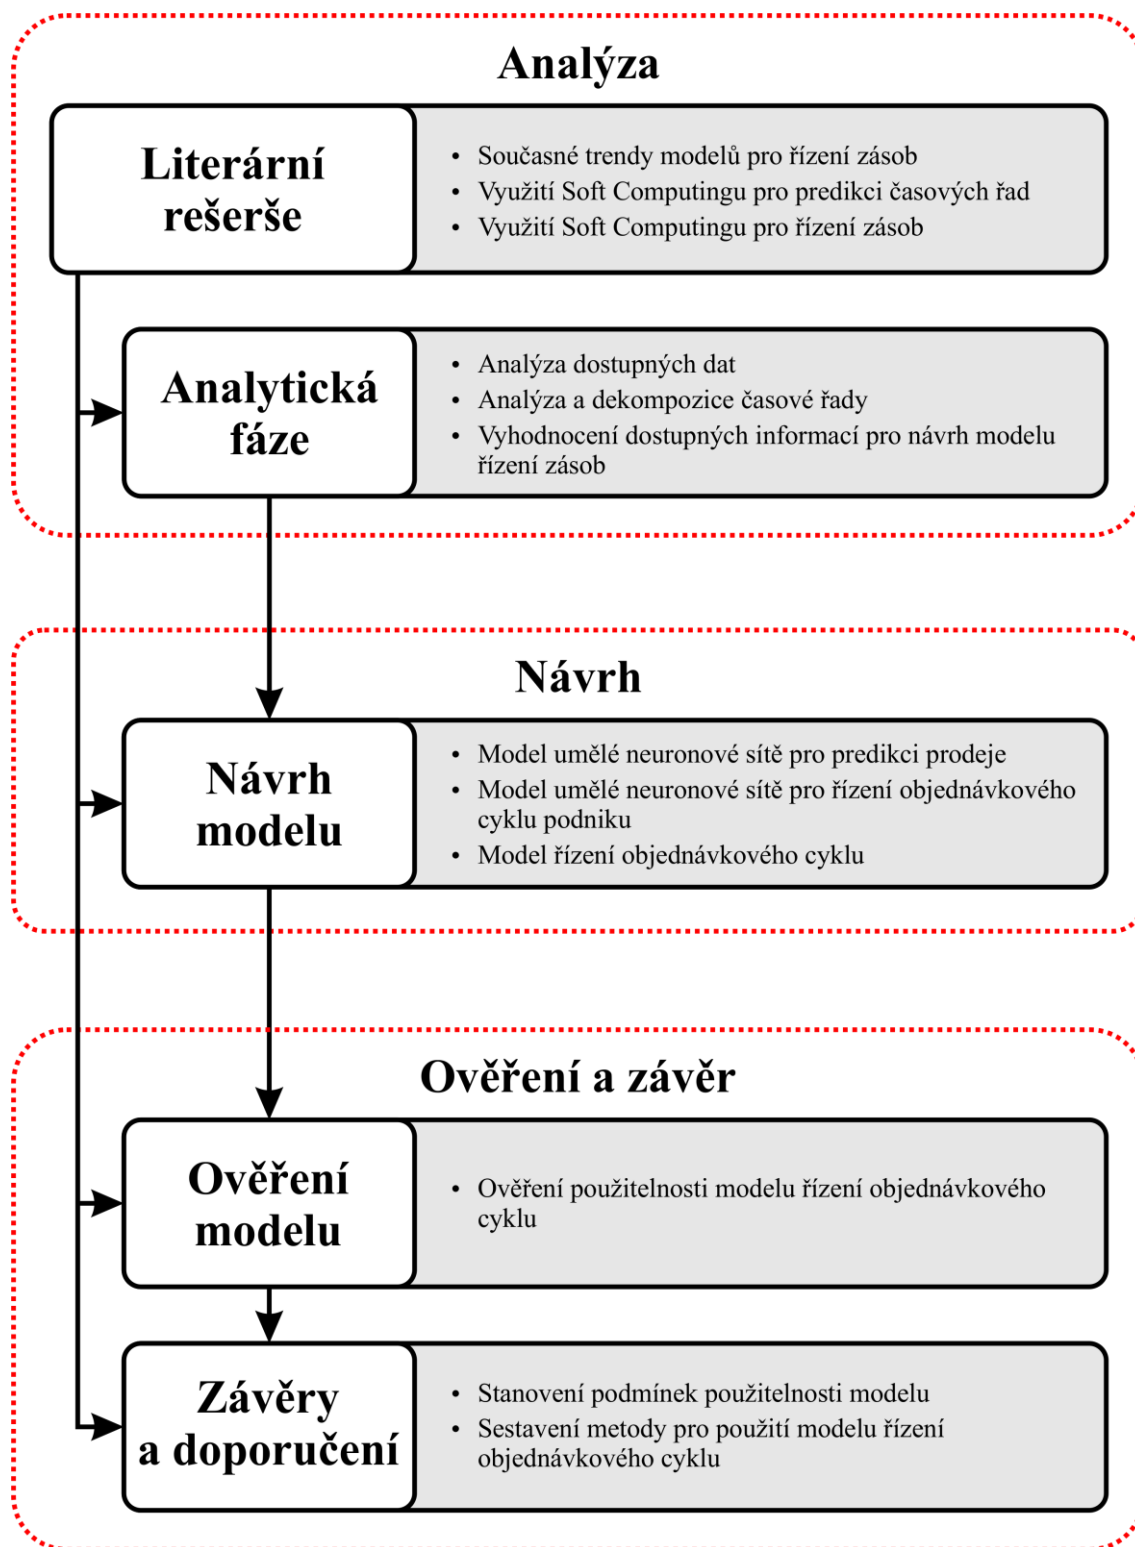 Analýza
Literární
rešerše
• Současné trendy modelů pro řízení zásob
• Využití Soft Computingu pro predikci časových řad
• Využití Soft Computingu pro řízení zásob
Analytická
fáze
• Analýza dostupných dat
• Analýza a dekompozice časové řady
• Vyhodnocení dostupných informací pro návrh modelu
řízení zásob
Návrh
Návrh
modelu
• Model umělé neuronové sítě pro predikci prodeje
• Model umělé neuronové sítě pro řízení objednávkového
cyklu podniku
• Model řízení objednávkového cyklu
Ověření a závěr
Ověření
modelu
• Ověření použitelnosti modelu řízení objednávkového
cyklu
Závěry
a doporučení
• Stanovení podmínek použitelnosti modelu
• Sestavení metody pro použití modelu řízení
objednávkového cyklu